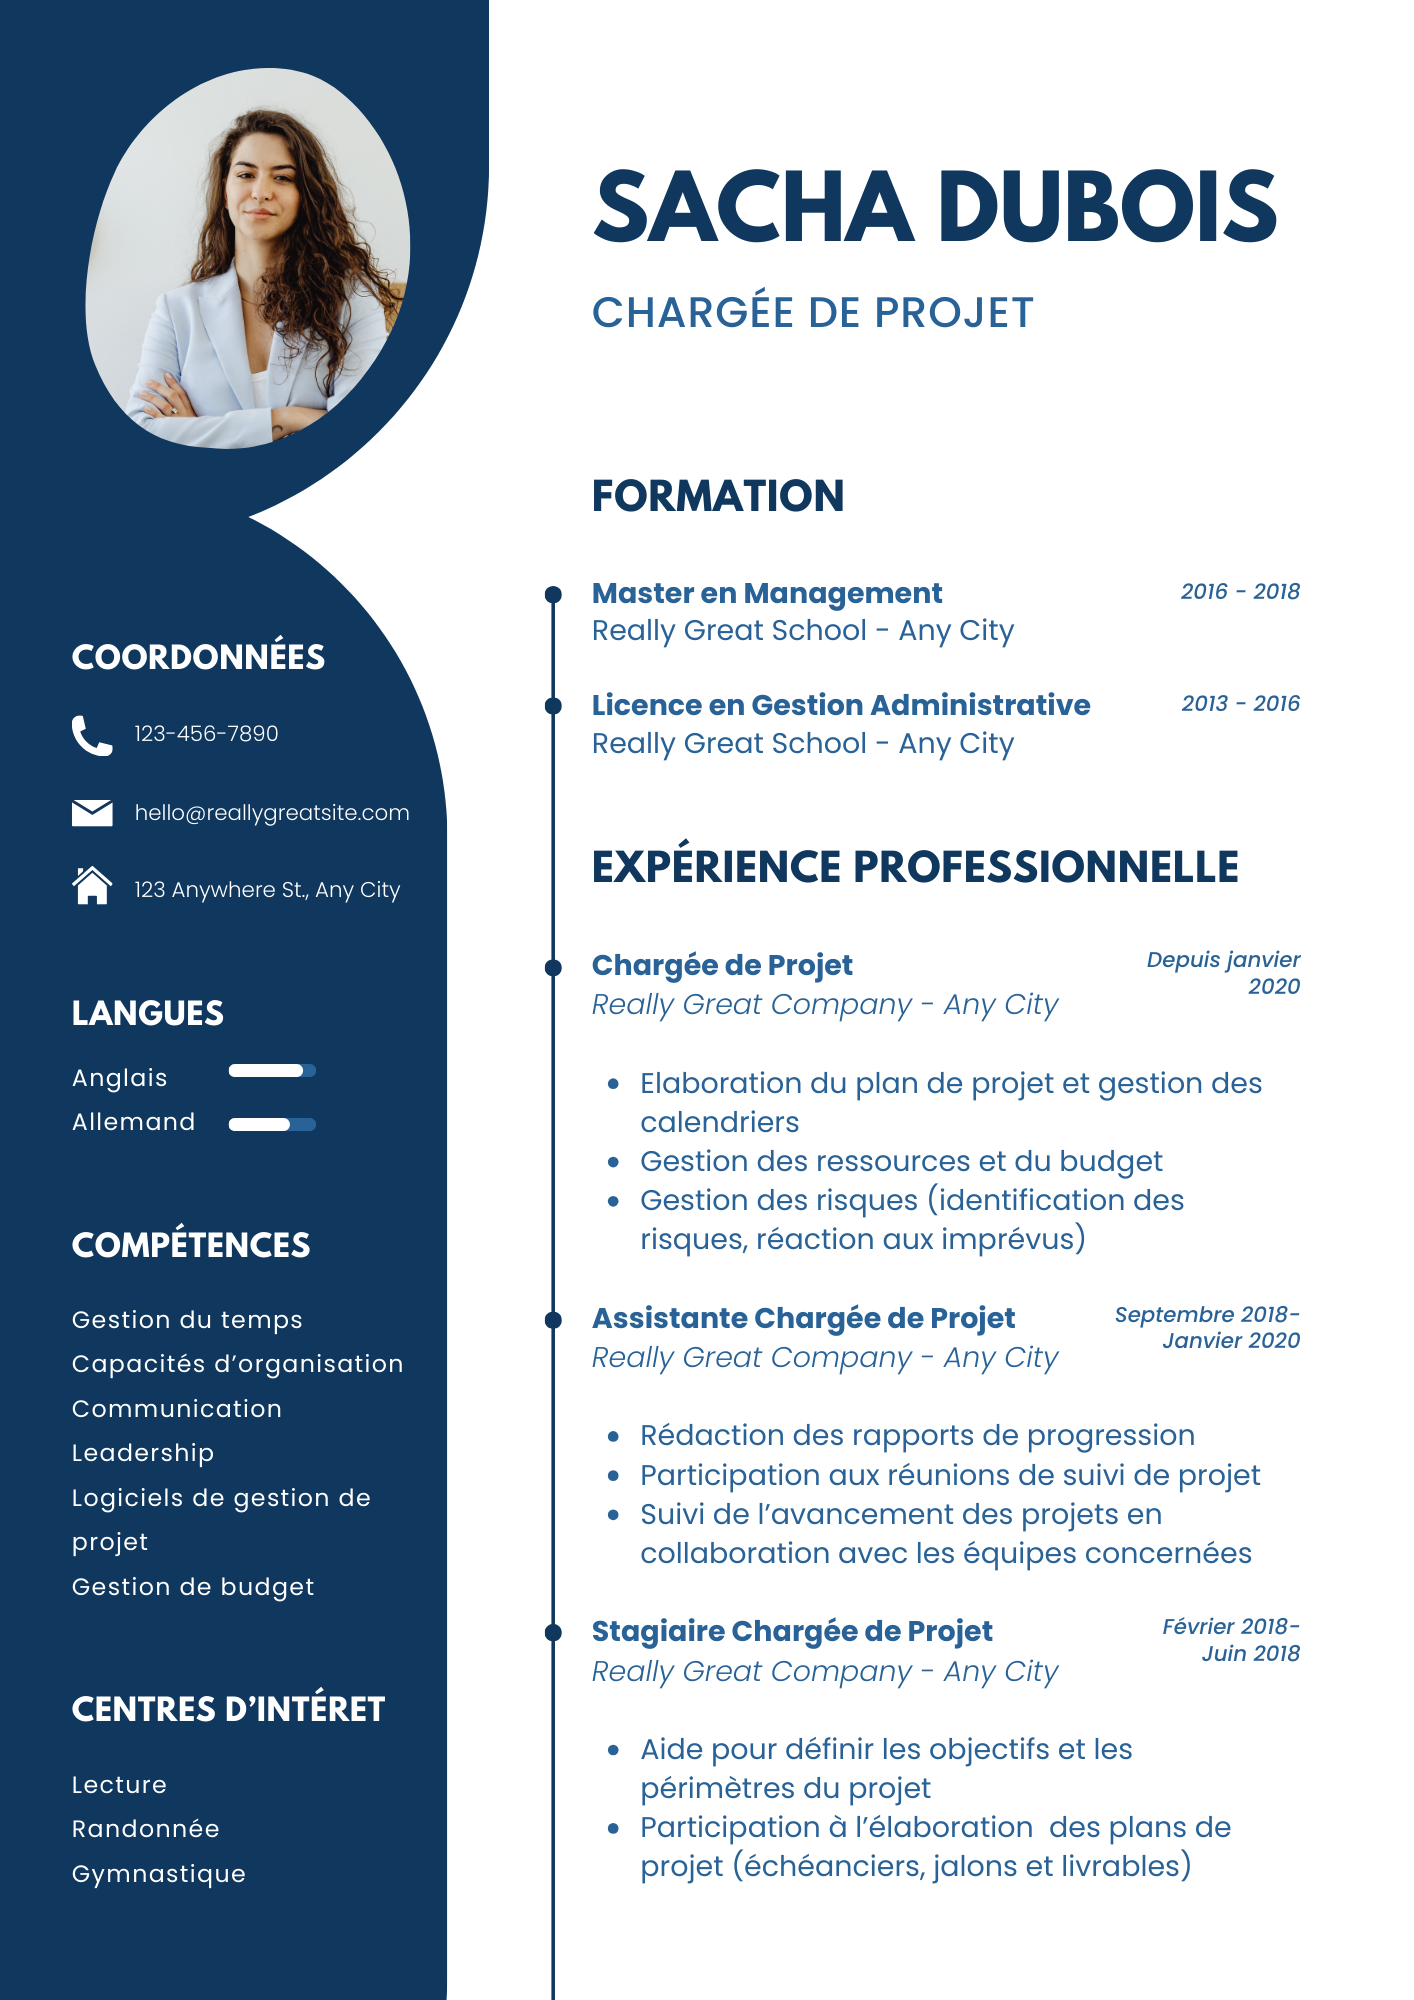 SACHA DUBOIS
CHARGÉE DE PROJET
COORDONNÉES
123-456-7890
hello@reallygreatsite.com
123 Anywhere St., Any City
LANGUES
Anglais
Allemand
COMPÉTENCES
Gestion du temps
Capacités d’organisation
Communication
Leadership
Logiciels de gestion de
projet
Gestion de budget
CENTRES D’INTÉRET
Lecture
Randonnée
Gymnastique
FORMATION
Master en Management
2016 - 2018
Really Great School - Any City
Licence en Gestion Administrative
2013 - 2016
Really Great School - Any City
EXPÉRIENCE PROFESSIONNELLE
Chargée de Projet
Depuis janvier
2020
Really Great Company - Any City
• Elaboration du plan de projet et gestion des
calendriers
• Gestion des ressources et du budget
• Gestion des risques (identification des
risques, réaction aux imprévus)
Assistante Chargée de Projet
Septembre 2018-
Janvier 2020
Really Great Company - Any City
• Rédaction des rapports de progression
• Participation aux réunions de suivi de projet
• Suivi de l’avancement des projets en
collaboration avec les équipes concernées
Stagiaire Chargée de Projet
Février 2018-
Juin 2018
Really Great Company - Any City
• Aide pour définir les objectifs et les
périmètres du projet
• Participation à l’élaboration  des plans de
projet (échéanciers, jalons et livrables)